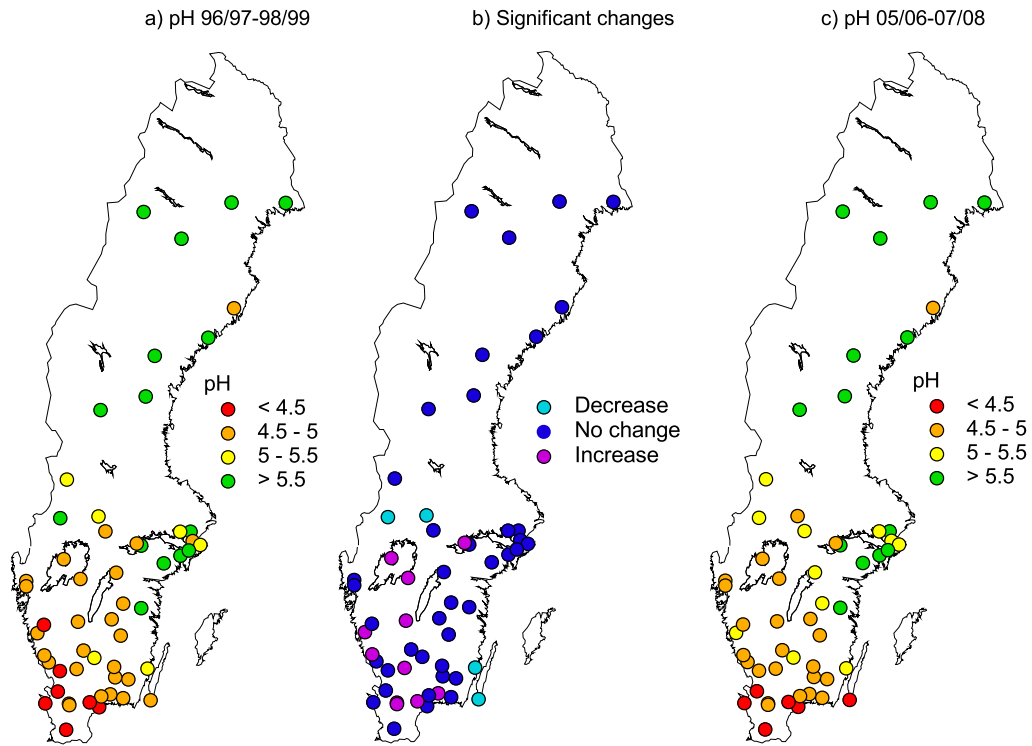 a) pH 96/97-98/99
b) Significant changes
c) pH 05/06-07/08
pH
< 4.5
4.5 - 5
5 - 5.5
> 5.5
Decrease
No change
Increase
pH
< 4.5
4.5 - 5
5 - 5.5
> 5.5